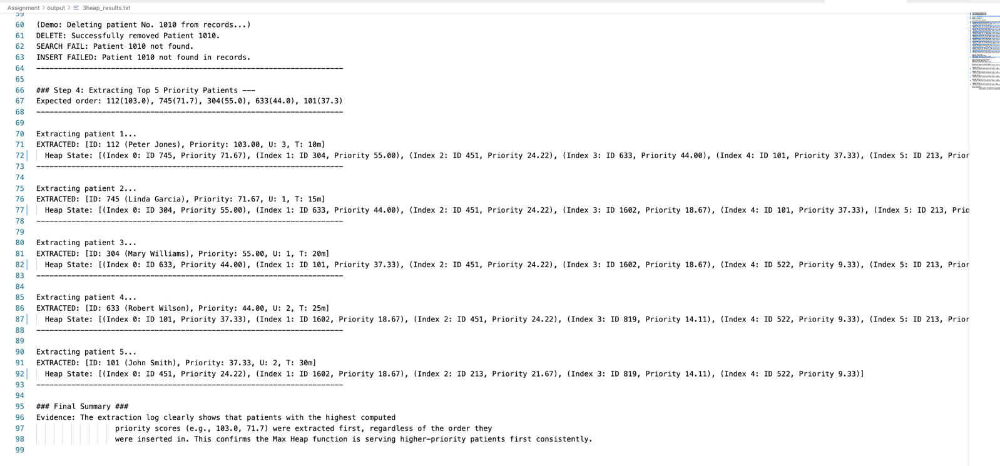 Assignment > output > 3heap_results.txt
59
60 (Demo: Deleting patient No. 1010 from records...)
61 DELETE: Successfully removed Patient 1010.
62 SEARCH FAIL: Patient 1010 not found.
63 INSERT FAILED: Patient 1010 not found in records.
64 ----------------------------------------------------------------------
65
66 ### Step 4: Extracting Top 5 Priority Patients ---
67 Expected order: 112(103.0), 745(71.7), 304(55.0), 633(44.0), 101(37.3)
68 ----------------------------------------------------------------------
69
70 Extracting patient 1...
71 EXTRACTED: [ID: 112 (Peter Jones), Priority: 103.00, U: 3, T: 10m]
72 Heap State: [(Index 0: ID 745, Priority 71.67), (Index 1: ID 304, Priority 55.00), (Index 2: ID 451, Priority 24.22), (Index 3: ID 633, Priority 44.00), (Index 4: ID 101, Priority 37.33), (Index 5: ID 213, Prior
73 ----------------------------------------------------------------------
74
75 Extracting patient 2...
76 EXTRACTED: [ID: 745 (Linda Garcia), Priority: 71.67, U: 1, T: 15m]
77 Heap State: [(Index 0: ID 304, Priority 55.00), (Index 1: ID 633, Priority 44.00), (Index 2: ID 451, Priority 24.22), (Index 3: ID 1602, Priority 18.67), (Index 4: ID 101, Priority 37.33), (Index 5: ID 213, Prio
78 ----------------------------------------------------------------------
79
80 Extracting patient 3...
81 EXTRACTED: [ID: 304 (Mary Williams), Priority: 55.00, U: 1, T: 20m]
82 Heap State: [(Index 0: ID 633, Priority 44.00), (Index 1: ID 101, Priority 37.33), (Index 2: ID 451, Priority 24.22), (Index 3: ID 1602, Priority 18.67), (Index 4: ID 522, Priority 9.33), (Index 5: ID 213, Prior
83 ----------------------------------------------------------------------
84
85 Extracting patient 4...
86 EXTRACTED: [ID: 633 (Robert Wilson), Priority: 44.00, U: 2, T: 25m]
87 Heap State: [(Index 0: ID 101, Priority 37.33), (Index 1: ID 1602, Priority 18.67), (Index 2: ID 451, Priority 24.22), (Index 3: ID 819, Priority 14.11), (Index 4: ID 522, Priority 9.33), (Index 5: ID 213, Prior
88 ----------------------------------------------------------------------
89
90 Extracting patient 5...
91 EXTRACTED: [ID: 101 (John Smith), Priority: 37.33, U: 2, T: 30m]
92 Heap State: [(Index 0: ID 451, Priority 24.22), (Index 1: ID 1602, Priority 18.67), (Index 2: ID 213, Priority 21.67), (Index 3: ID 819, Priority 14.11), (Index 4: ID 522, Priority 9.33)]
93 ----------------------------------------------------------------------
94
95 ### Final Summary ###
96 Evidence: The extraction log clearly shows that patients with the highest computed
97 priority scores (e.g., 103.0, 71.7) were extracted first, regardless of the order they
98 were inserted in. This confirms the Max Heap function is serving higher-priority patients first consistently.
99